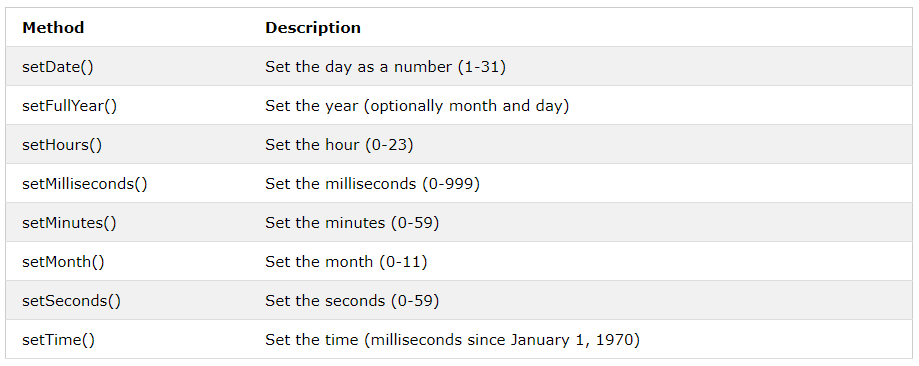 Method Description
setDate() Set the day as a number (1-31)
setFullYear() Set the year (optionally month and day)
setHours() Set the hour (0-23)
setMilliseconds() Set the milliseconds (0-999)
setMinutes() Set the minutes (0-59)
setMonth() Set the month (0-11)
setSeconds() Set the seconds (0-59)
setTime() Set the time (milliseconds since January 1, 1970)